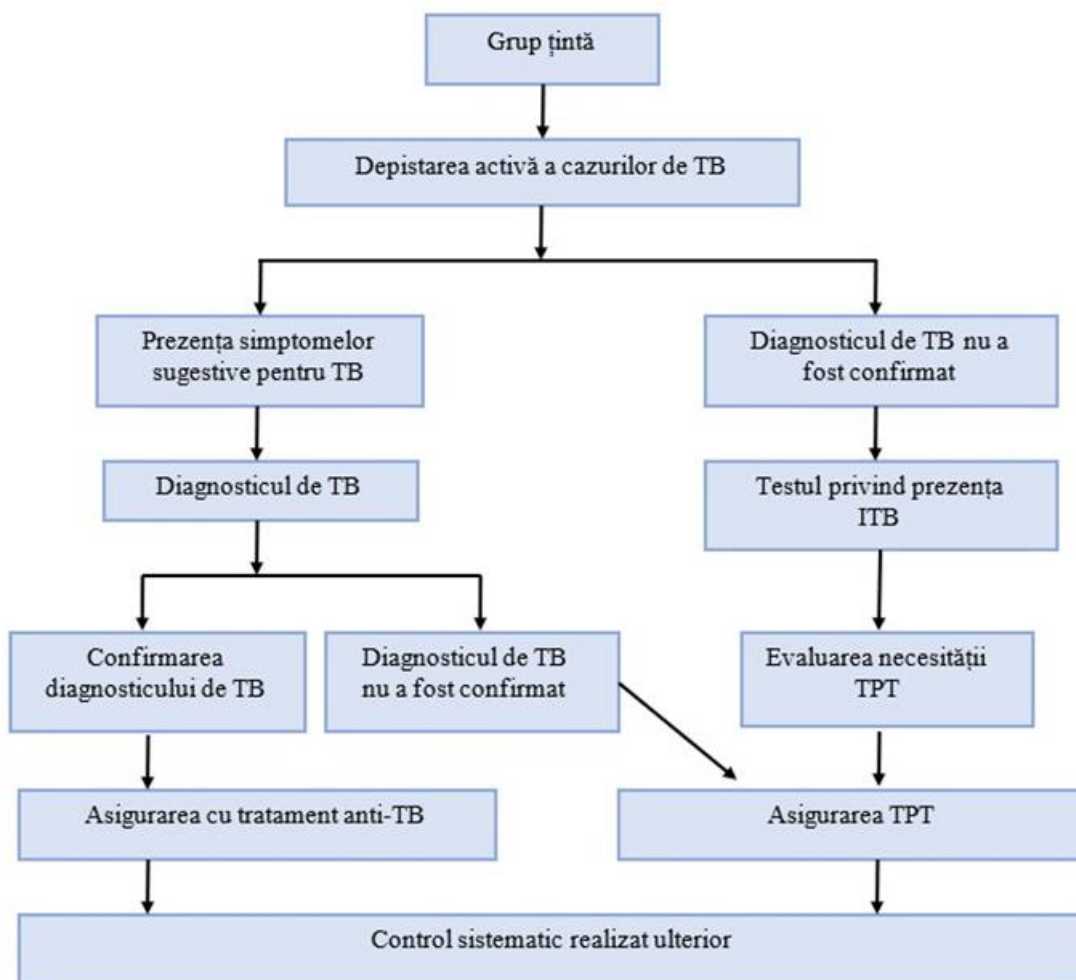 Grup țintă
Depistarea activă a cazurilor de TB
Prezența simptomelor
sugestive pentru TB
Diagnosticul de TB nu a
fost confirmat
Diagnosticul de TB
Testul privind prezența
ITB
Confirmarea
diagnosticului de TB
Diagnosticul de TB
nu a fost confirmat
Evaluarea necesității
TPT
Asigurarea cu tratament anti-TB
Asigurarea TPT
Control sistematic realizat ulterior